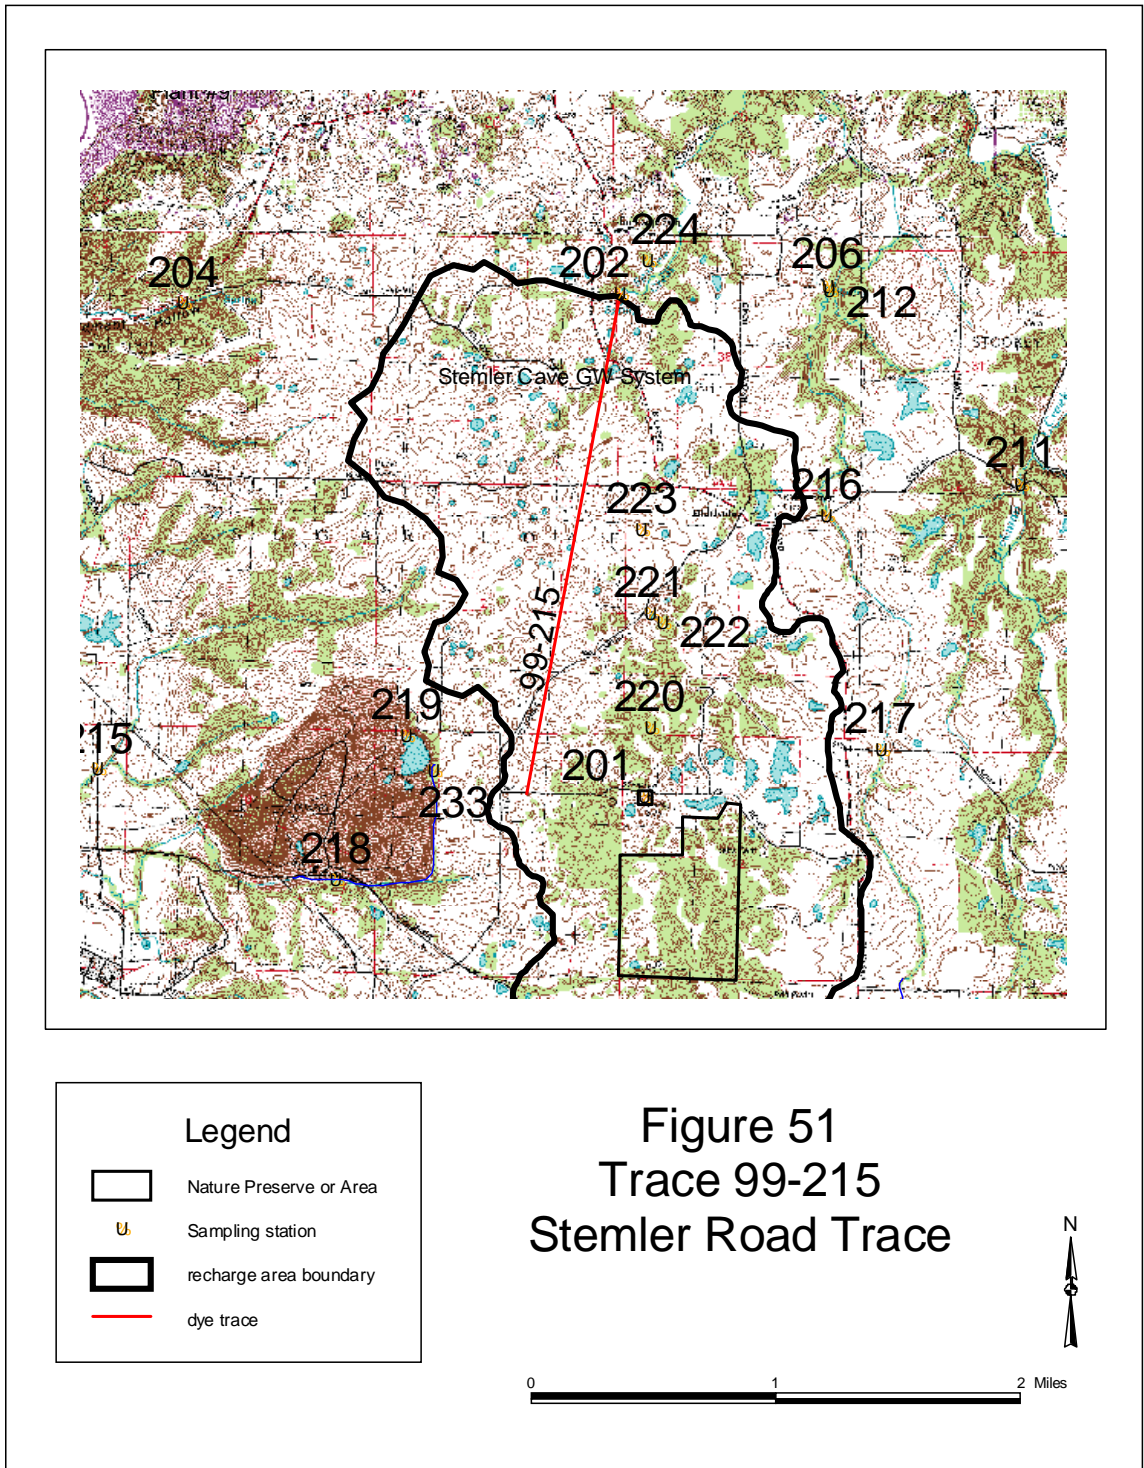 224
202
206
204
212
Stemler Cave GW System
211
216
223
221
222
99-215
220
219
217
215
201
233
218
Legend
Nature Preserve or Area
Sampling station
recharge area boundary
dye trace
Figure 51
Trace 99-215
Stemler Road Trace
N
0 1 2 Miles